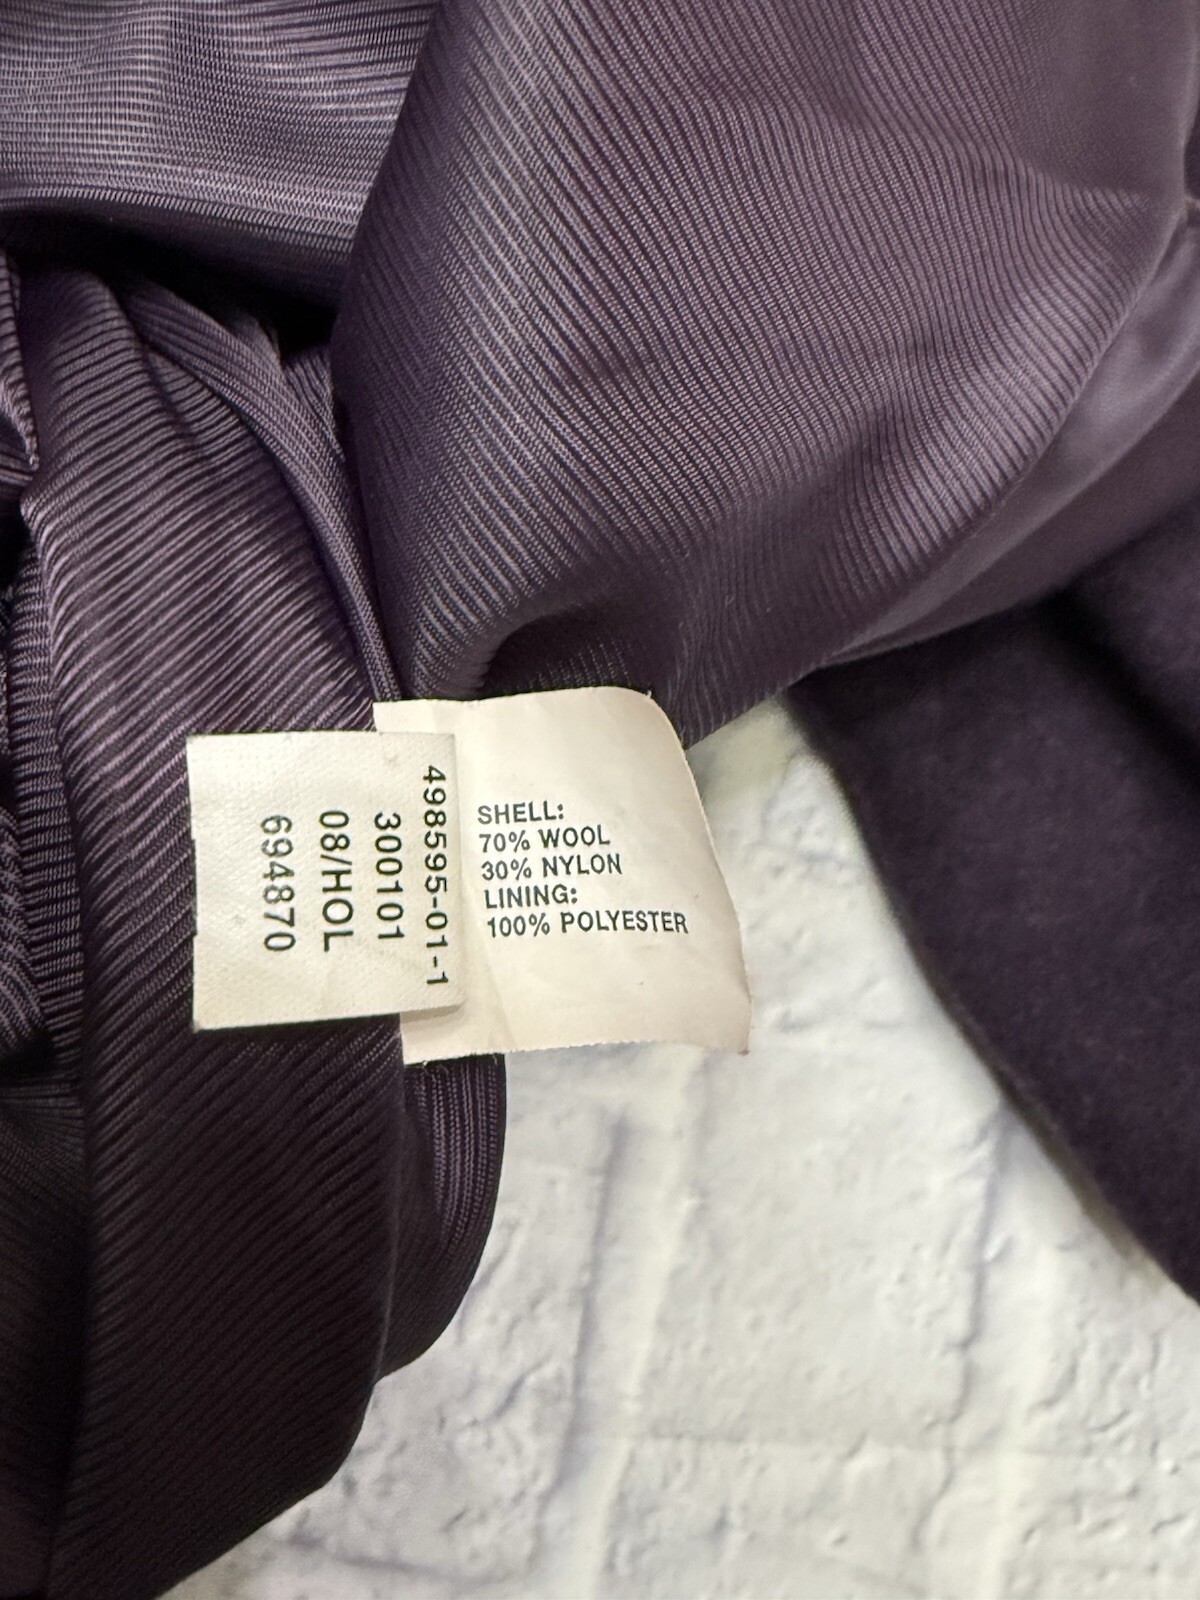 498595-01-1
300101
08/HOL
694870
SHELL:
70% WOOL
30% NYLON
LINING:
100% POLYESTER